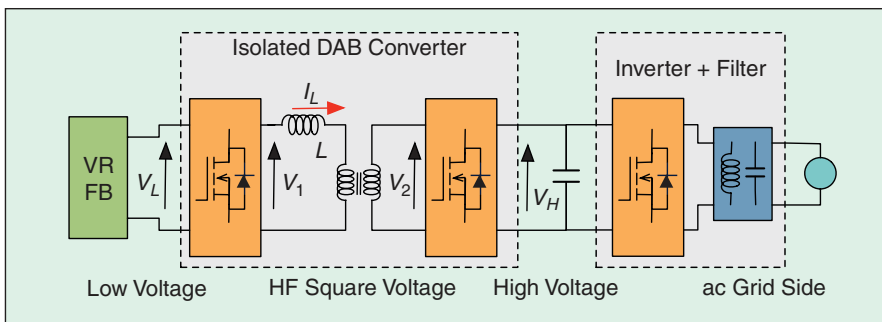 Isolated DAB Converter
Inverter + Filter
I_L
L
VR
FB
V_L
V_1
V_2
V_H
Low Voltage
HF Square Voltage
High Voltage
ac Grid Side